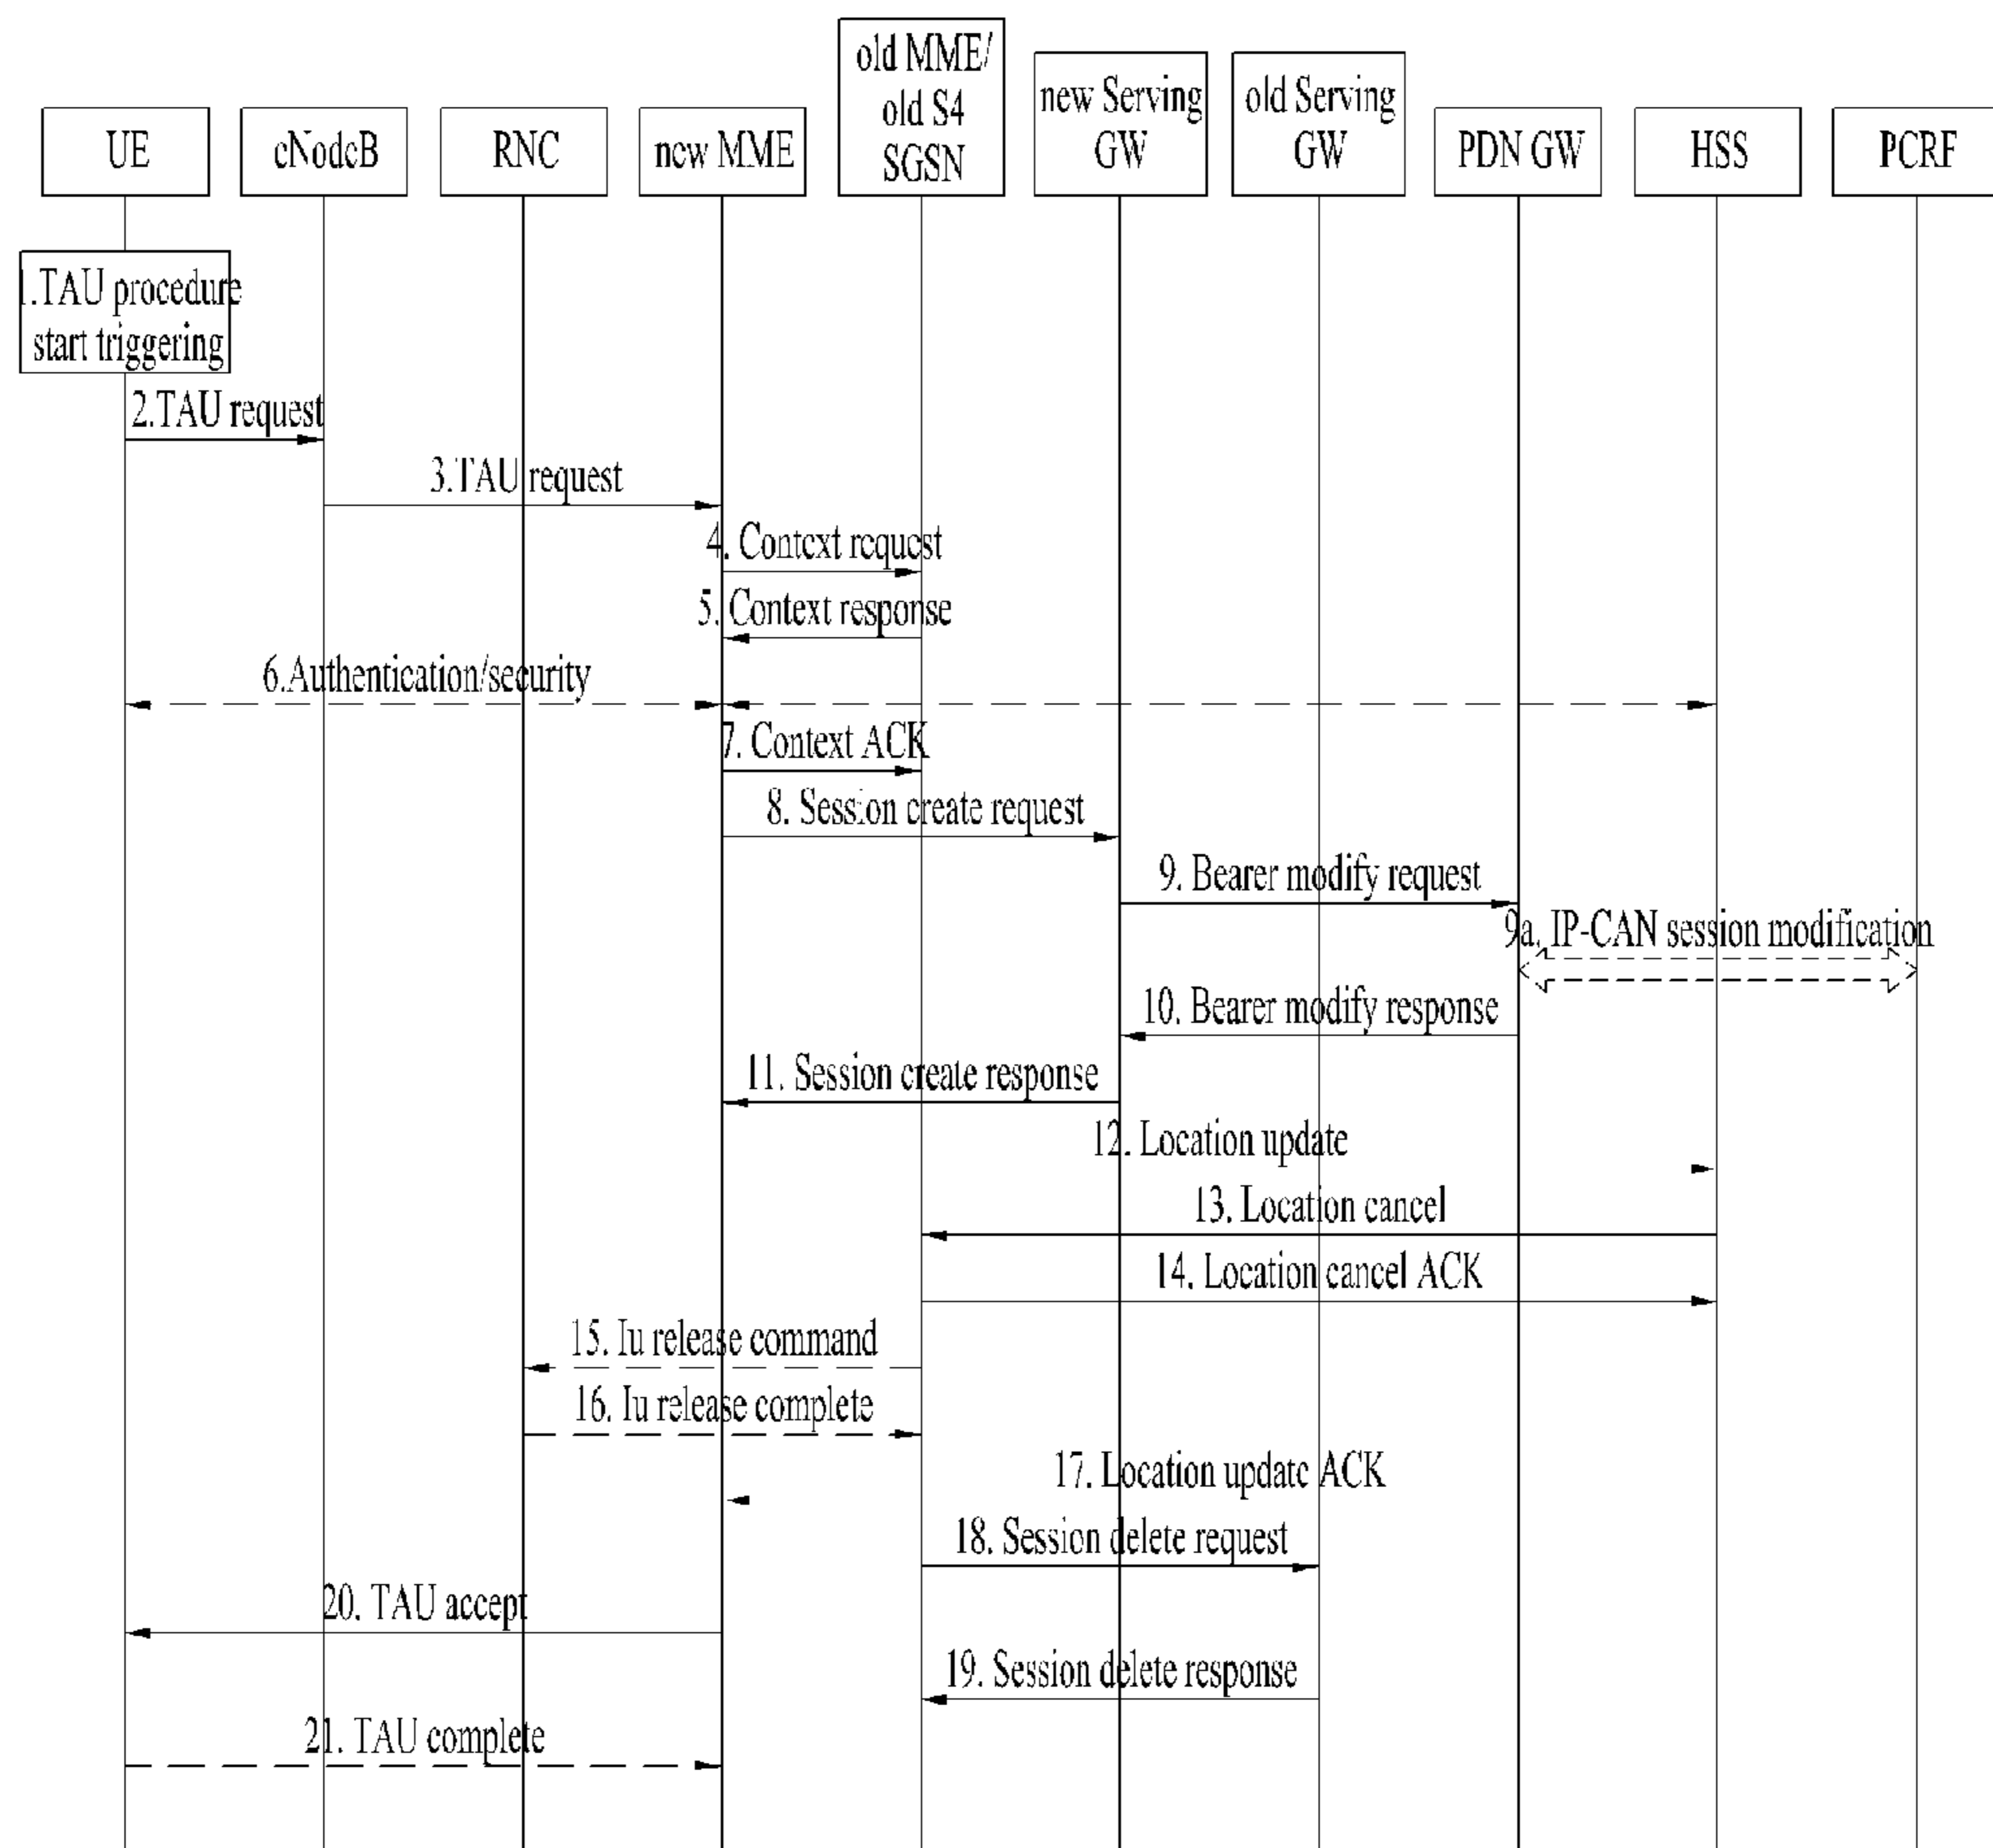 old MME/
old S4
SGSN
new Serving
GW
old Serving
GW
UE
eNodeB
RNC
new MME
PDN GW
HSS
PCRF
1.TAU procedure
start triggering
2.TAU request
3.TAU request
4. Context request
5. Context response
6.Authentication/security
7. Context ACK
8. Session create request
9. Bearer modify request
9a. IP-CAN session modification
10. Bearer modify response
11. Session create response
12. Location update
13. Location cancel
14. Location cancel ACK
15. Iu release command
16. Iu release complete
17. Location update ACK
18. Session delete request
20. TAU accept
19. Session delete response
21. TAU complete